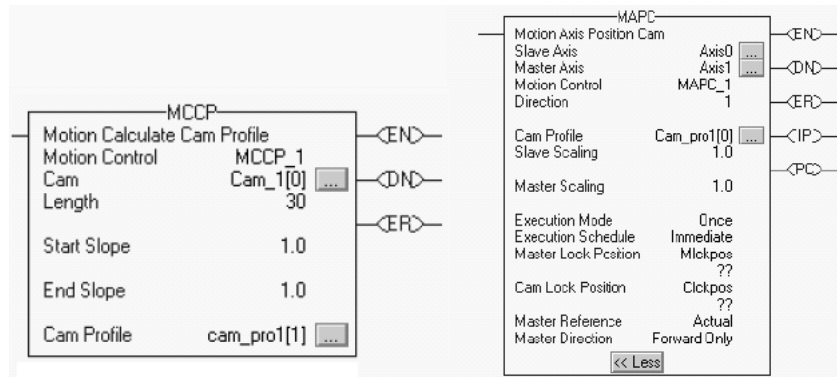 MCCP
Motion Calculate Cam Profile
Motion Control MCCP_1
Cam Cam_1[0] ...
Length 30
Start Slope 1.0
End Slope 1.0
Cam Profile cam_pro1[1] ...
EN
DN
ER
MAPC
Motion Axis Position Cam
Slave Axis Axis0 ...
Master Axis Axis1 ...
Motion Control MAPC_1
Direction 1
Cam Profile Cam_pro1[0] ...
Slave Scaling 1.0
Master Scaling 1.0
Execution Mode Once
Execution Schedule Immediate
Master Lock Position Mlckpos
??
Cam Lock Position Clckpos
??
Master Reference Actual
Master Direction Forward Only
<< Less
EN
DN
ER
IP
PC